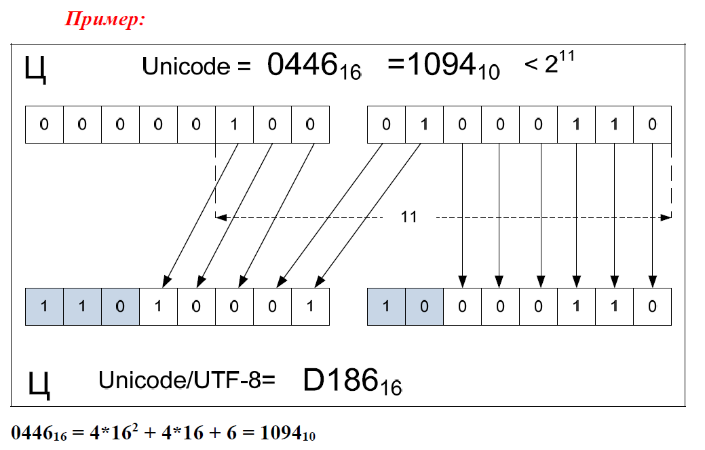 Пример:
Ц Unicode = 0446₁₆ =1094₁₀ < 2¹¹
0 0 0 0 0 1 0 0 0 1 0 0 0 1 1 0
11
1 1 0 1 0 0 0 1 1 0 0 0 0 1 1 0
Ц Unicode/UTF-8= D186₁₆
0446₁₆ = 4*16² + 4*16 + 6 = 1094₁₀